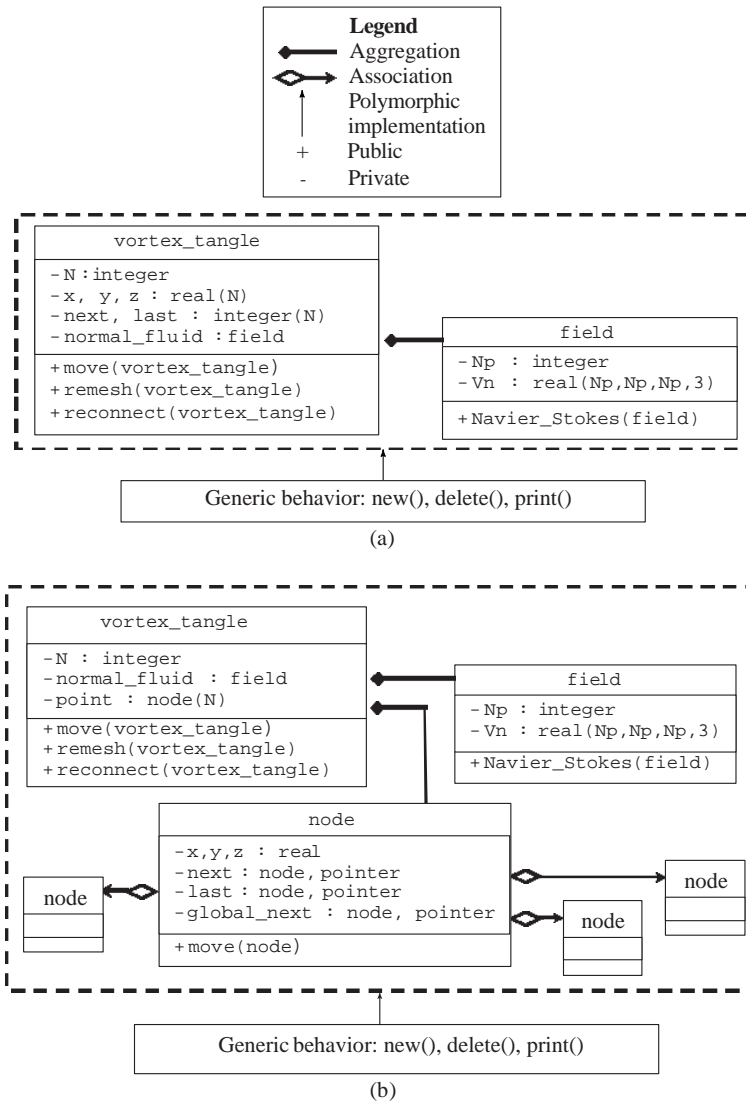 Legend
Aggregation
Association
Polymorphic
implementation
+ Public
- Private
vortex_tangle
-N:integer
-x, y, z : real(N)
-next, last : integer(N)
-normal_fluid :field
+move(vortex_tangle)
+remesh(vortex_tangle)
+reconnect(vortex_tangle)
field
-Np : integer
-Vn : real(Np,Np,Np,3)
+Navier_Stokes(field)
Generic behavior: new(), delete(), print()
(a)
vortex_tangle
-N : integer
-normal_fluid : field
-point : node(N)
+move(vortex_tangle)
+remesh(vortex_tangle)
+reconnect(vortex_tangle)
field
-Np : integer
-Vn : real(Np,Np,Np,3)
+Navier_Stokes(field)
node
-x,y,z : real
-next : node, pointer
-last : node, pointer
-global_next : node, pointer
+move(node)
node
node
node
Generic behavior: new(), delete(), print()
(b)